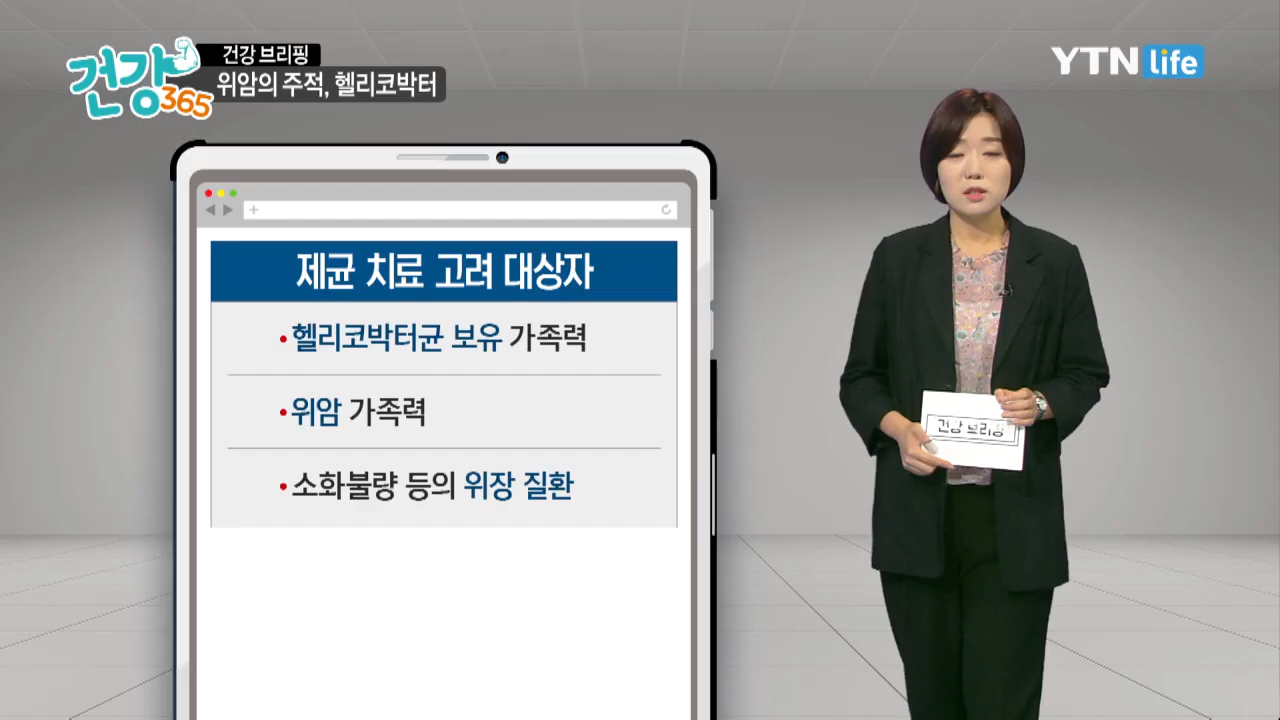 건강365
건강 브리핑
위암의 주적, 헬리코박터
YTN life
제균 치료 고려 대상자
•헬리코박터균 보유 가족력
•위암 가족력
•소화불량 등의 위장 질환
건강 브리핑